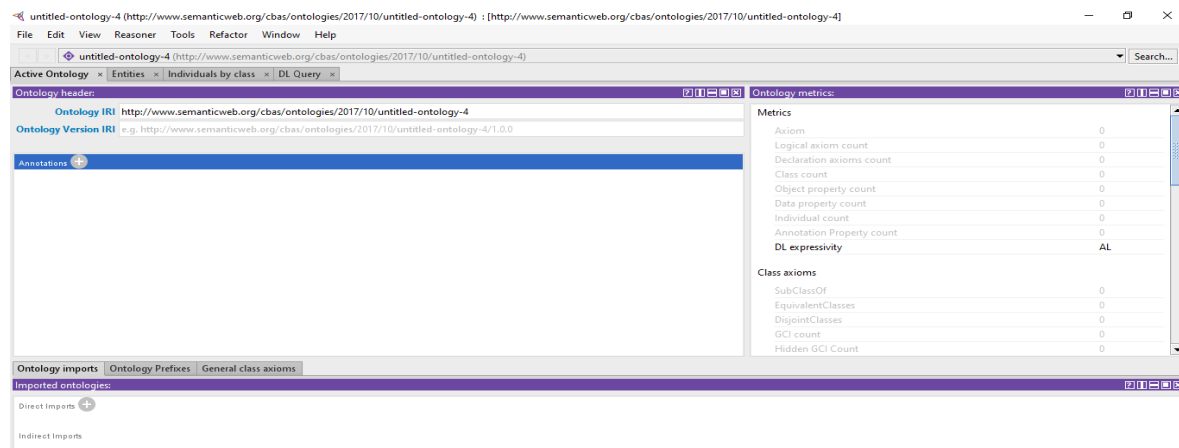 untitled-ontology-4 (http://www.semanticweb.org/cbas/ontologies/2017/10/untitled-ontology-4) : [http://www.semanticweb.org/cbas/ontologies/2017/10/untitled-ontology-4]
File Edit View Reasoner Tools Refactor Window Help
untitled-ontology-4 (http://www.semanticweb.org/cbas/ontologies/2017/10/untitled-ontology-4)
Search...
Active Ontology × Entities × Individuals by class × DL Query ×
Ontology header:
Ontology IRI http://www.semanticweb.org/cbas/ontologies/2017/10/untitled-ontology-4
Ontology Version IRI e.g. http://www.semanticweb.org/cbas/ontologies/2017/10/untitled-ontology-4/1.0.0
Annotations
Ontology metrics:
Metrics
Axiom 0
Logical axiom count 0
Declaration axioms count 0
Class count 0
Object property count 0
Data property count 0
Individual count 0
Annotation Property count 0
DL expressivity AL
Class axioms
SubClassOf 0
EquivalentClasses 0
DisjointClasses 0
GCI count 0
Hidden GCI Count 0
Ontology imports Ontology Prefixes General class axioms
Imported ontologies:
Direct Imports
Indirect Imports